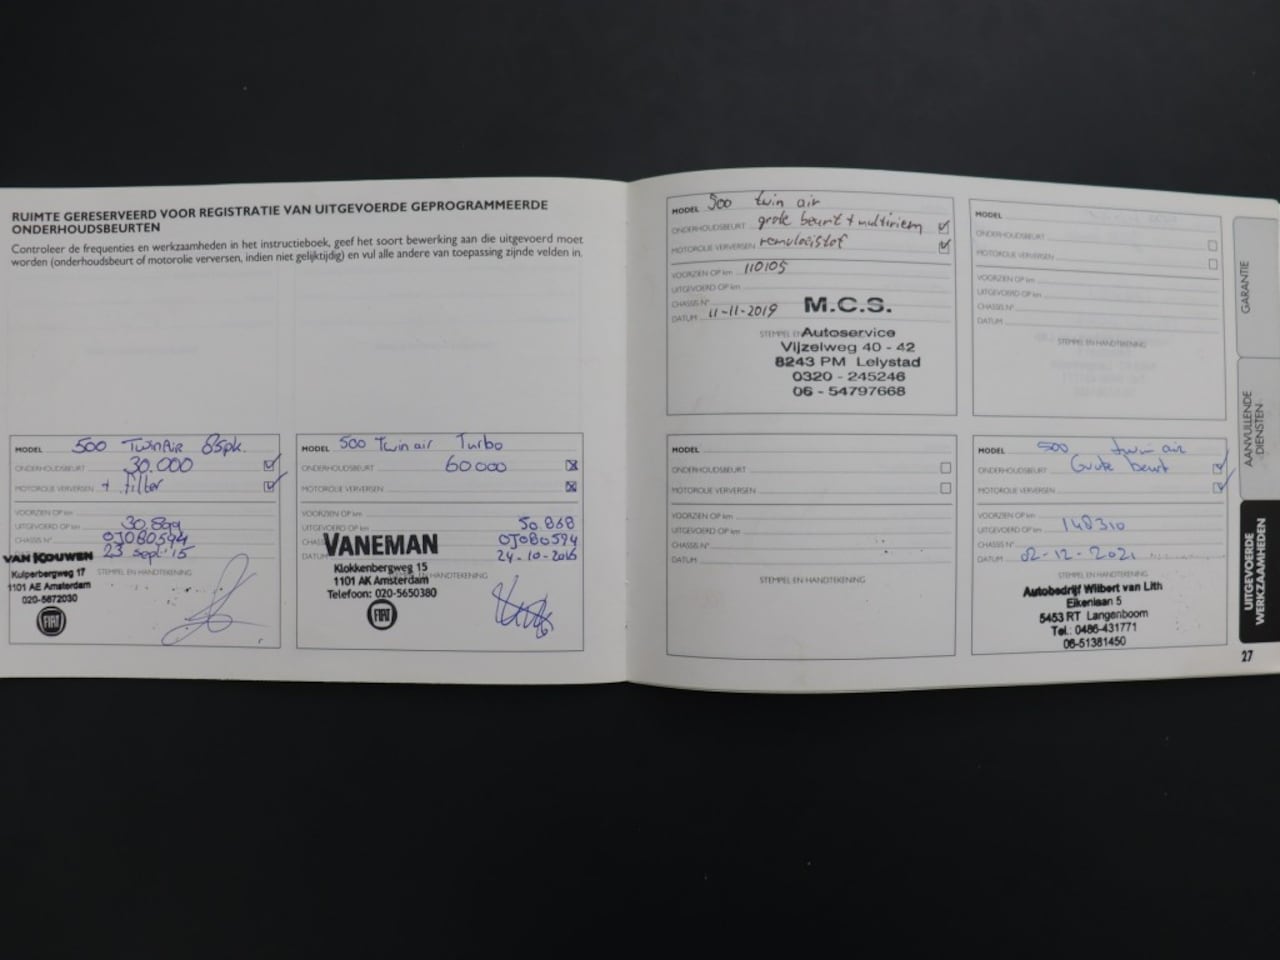 RUIMTE GERESERVEERD VOOR REGISTRATIE VAN UITGEVOERDE GEPROGRAMMEERDE
ONDERHOUDSBEURTEN
Controleer de frequenties en werkzaamheden in het instructieboek, geef het soort bewerking aan die uitgevoerd moet
worden (onderhoudsbeurt of motorolie verversen, indien niet gelijktijdig) en vul alle andere van toepassing zijnde velden in.
MODEL 500 TwinAir 85pk.
ONDERHOUDSBEURT 30.000
MOTOROLIE VERVERSEN + filter
VOORZIEN OP km
UITGEVOERD OP km 30.899
CHASSIS N° 0J080594
23 sept. '15
VAN KOUWEN
STEMPEL EN HANDTEKENING
Kuiperbergweg 17
1101 AE Amsterdam
020-5672030
FIAT
MODEL 500 Twin air Turbo
ONDERHOUDSBEURT 60000
MOTOROLIE VERVERSEN
VOORZIEN OP km
UITGEVOERD OP km 50.868
CHASSIS 0J080594
DATUM 24-10-2016
VANEMAN
Klokkenbergweg 15
1101 AK Amsterdam HANDTEKENING
Telefoon: 020-5650380
FIAT
MODEL 500 twin air
ONDERHOUDSBEURT grote beurt + multiriem
MOTOROLIE VERVERSEN remvloeistof
VOORZIEN OP km 110105
UITGEVOERD OP km
CHASSIS N°
DATUM 11-11-2019
M.C.S.
STEMPEL EN
Autoservice
Vijzelweg 40 - 42
8243 PM Lelystad
0320 - 245246
06 - 54797668
MODEL
ONDERHOUDSBEURT
MOTOROLIE VERVERSEN
VOORZIEN OP km
UITGEVOERD OP km
CHASSIS N°
DATUM
STEMPEL EN HANDTEKENING
MODEL
ONDERHOUDSBEURT
MOTOROLIE VERVERSEN
VOORZIEN OP km
UITGEVOERD OP km
CHASSIS N°
DATUM
STEMPEL EN HANDTEKENING
MODEL 500 twin air
ONDERHOUDSBEURT Grote beurt
MOTOROLIE VERVERSEN
VOORZIEN OP km
UITGEVOERD OP km 148310
CHASSIS N°
DATUM 02-12-2021
STEMPEL EN HANDTEKENING
Autobedrijf Wilbert van Lith
Eikenlaan 5
5453 RT Langenboom
Tel.: 0486-431771
06-51381450
GARANTIE
AANVULLENDE
DIENSTEN
UITGEVOERDE
WERKZAAMHEDEN
27